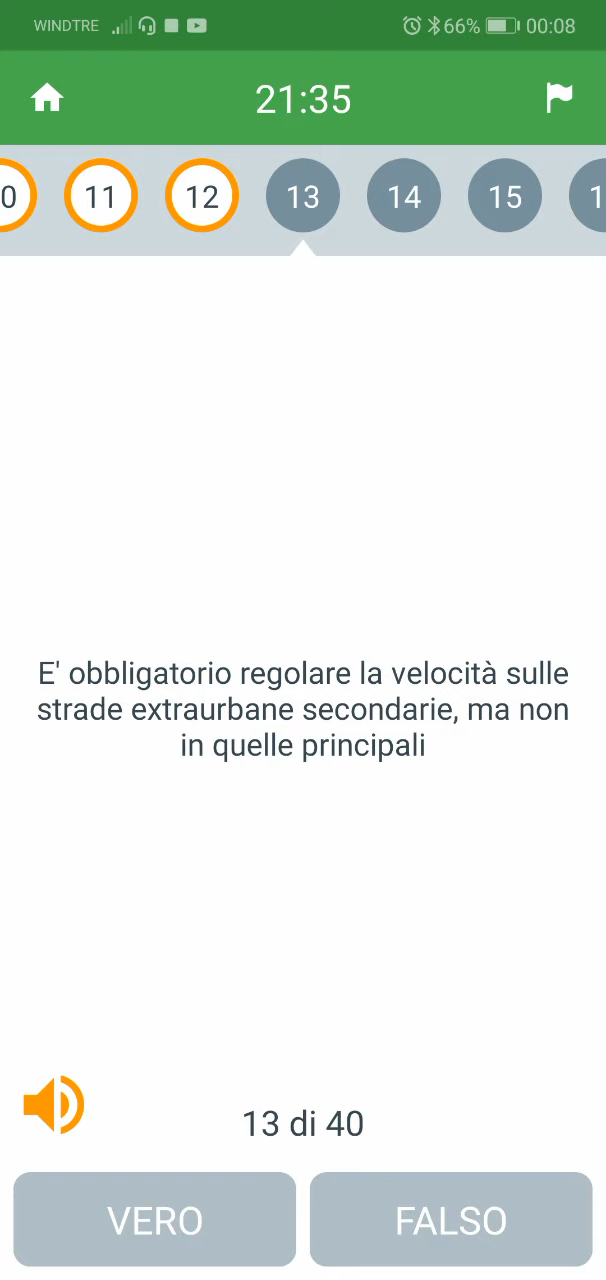 WINDTRE 66% 00:08
21:35
0 11 12 13 14 15 1
E' obbligatorio regolare la velocità sulle
strade extraurbane secondarie, ma non
in quelle principali
13 di 40
VERO FALSO